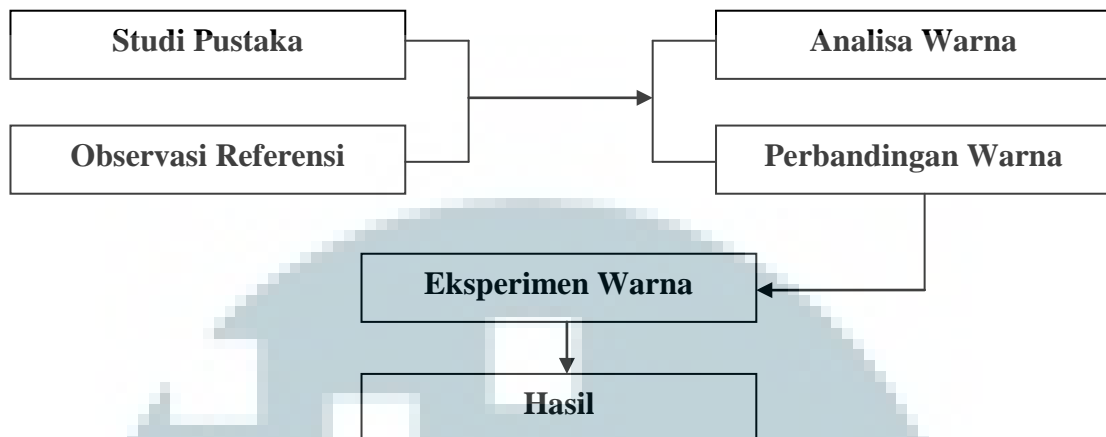 Studi Pustaka
Analisa Warna
Observasi Referensi
Perbandingan Warna
Eksperimen Warna
Hasil